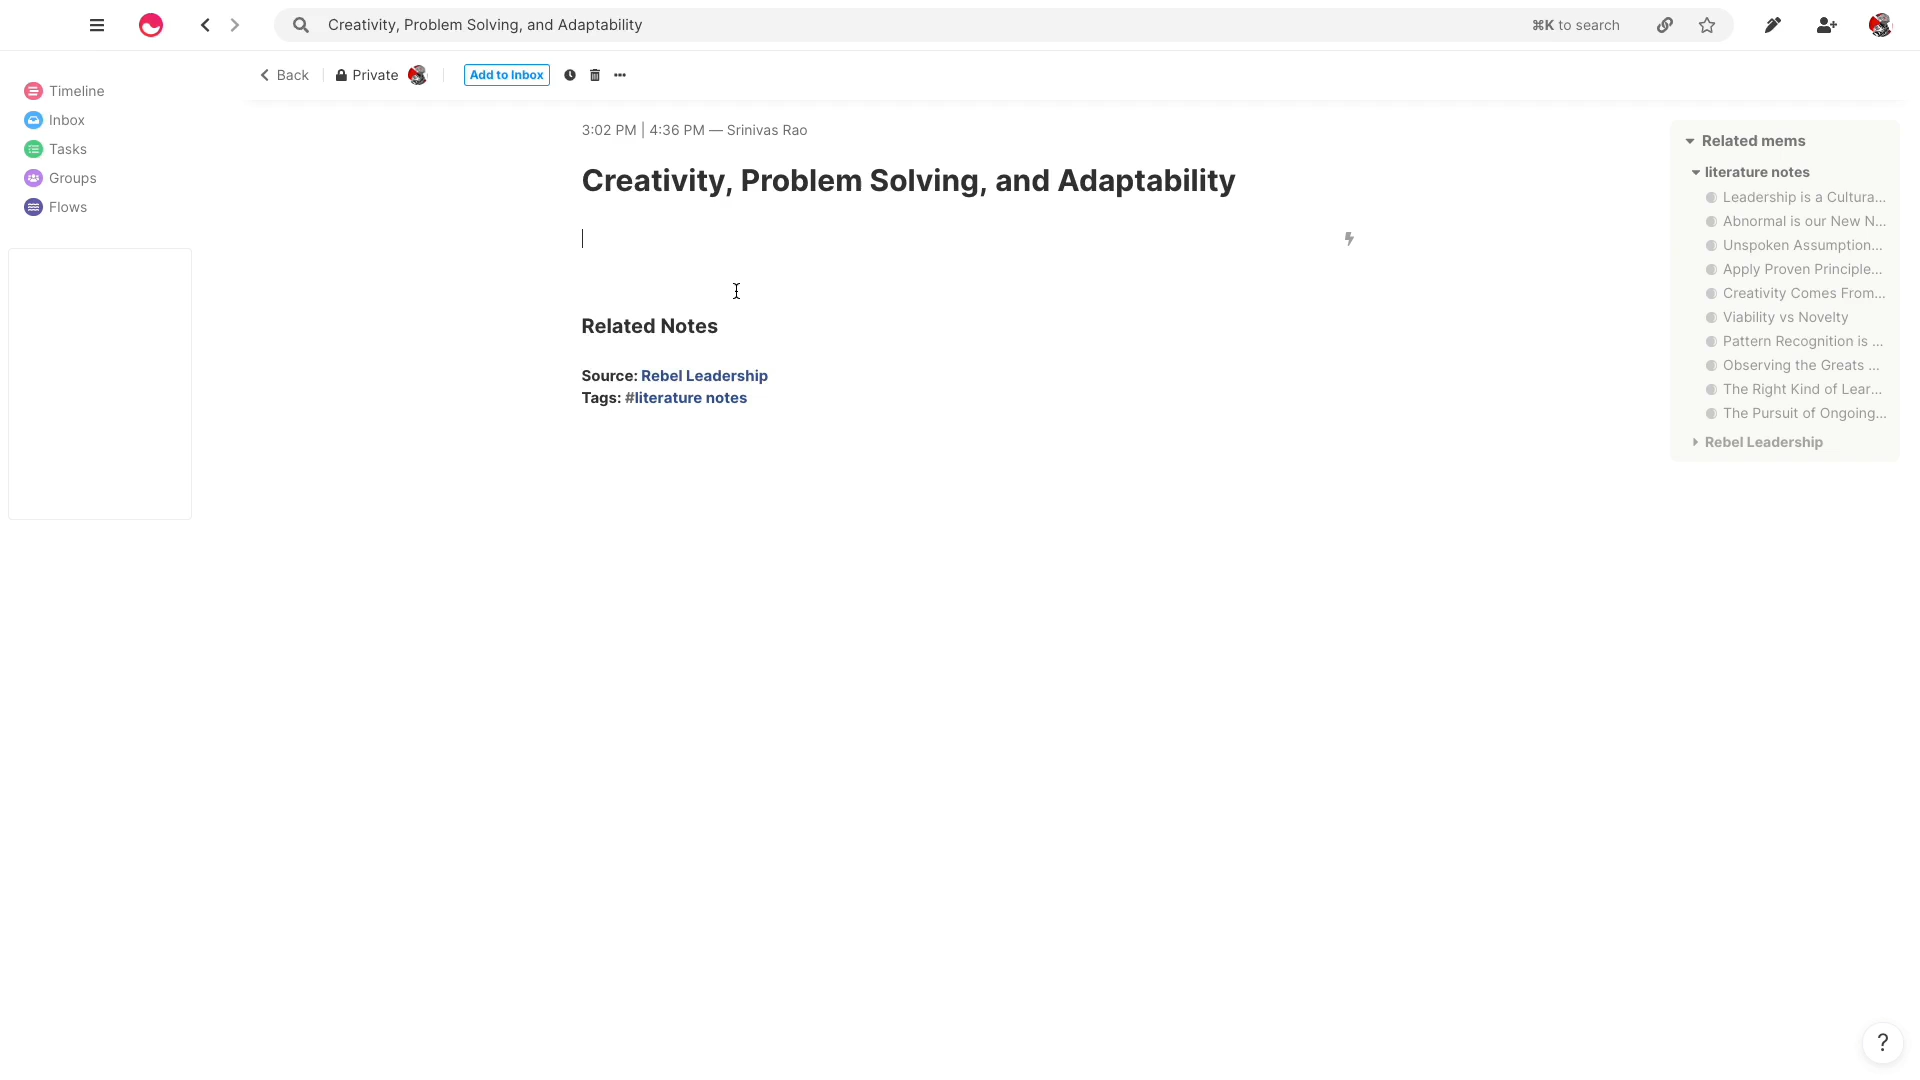 Creativity, Problem Solving, and Adaptability
⌘K to search
Back
Private
Add to Inbox
Timeline
Inbox
Tasks
Groups
Flows
3:02 PM | 4:36 PM — Srinivas Rao
Creativity, Problem Solving, and Adaptability
Related Notes
Source: Rebel Leadership
Tags: #literature notes
Related mems
literature notes
Leadership is a Cultura...
Abnormal is our New N...
Unspoken Assumption...
Apply Proven Principle...
Creativity Comes From...
Viability vs Novelty
Pattern Recognition is ...
Observing the Greats ...
The Right Kind of Lear...
The Pursuit of Ongoing...
Rebel Leadership
?